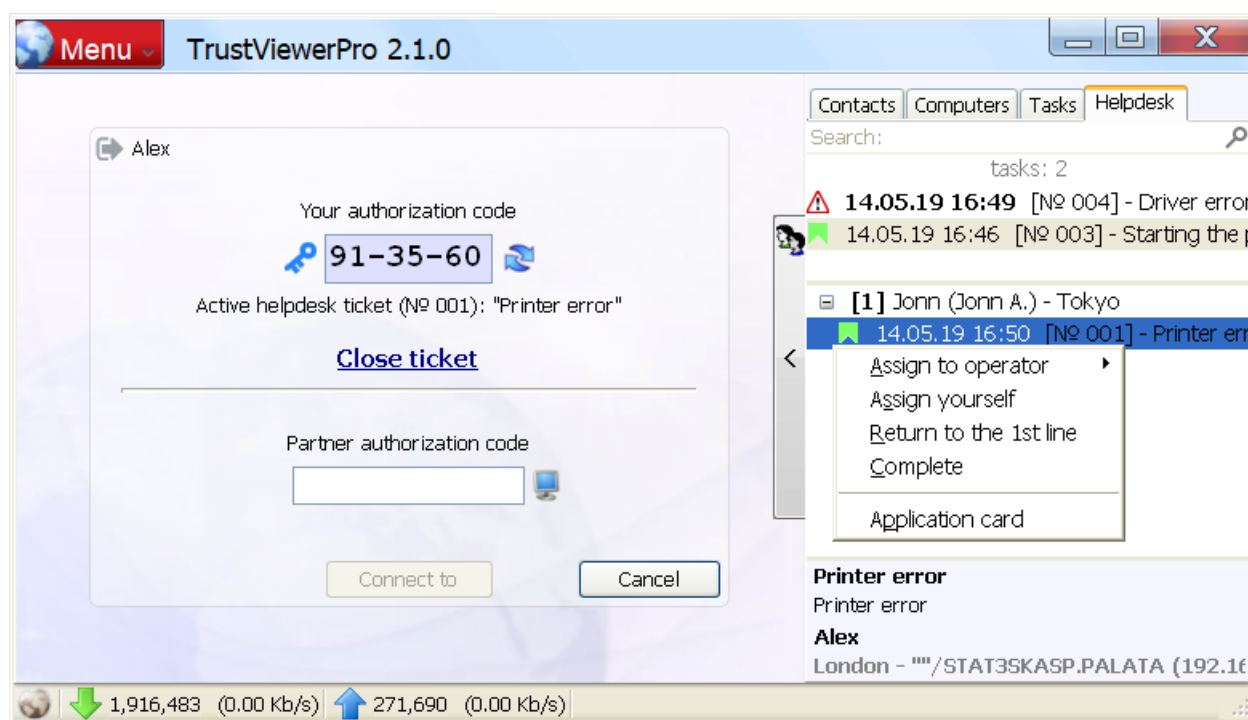 Menu TrustViewerPro 2.1.0
Contacts Computers Tasks Helpdesk
Search:
tasks: 2
14.05.19 16:49 [№ 004] - Driver error
14.05.19 16:46 [№ 003] - Starting the
[1] Jonn (Jonn A.) - Tokyo
14.05.19 16:50 [№ 001] - Printer err
Assign to operator
Assign yourself
Return to the 1st line
Complete
Application card
Printer error
Printer error
Alex
London - ""/STAT3SKASP.PALATA (192.16
Alex
Your authorization code
91-35-60
Active helpdesk ticket (№ 001): "Printer error"
Close ticket
Partner authorization code
Connect to Cancel
1,916,483 (0.00 Kb/s) 271,690 (0.00 Kb/s)